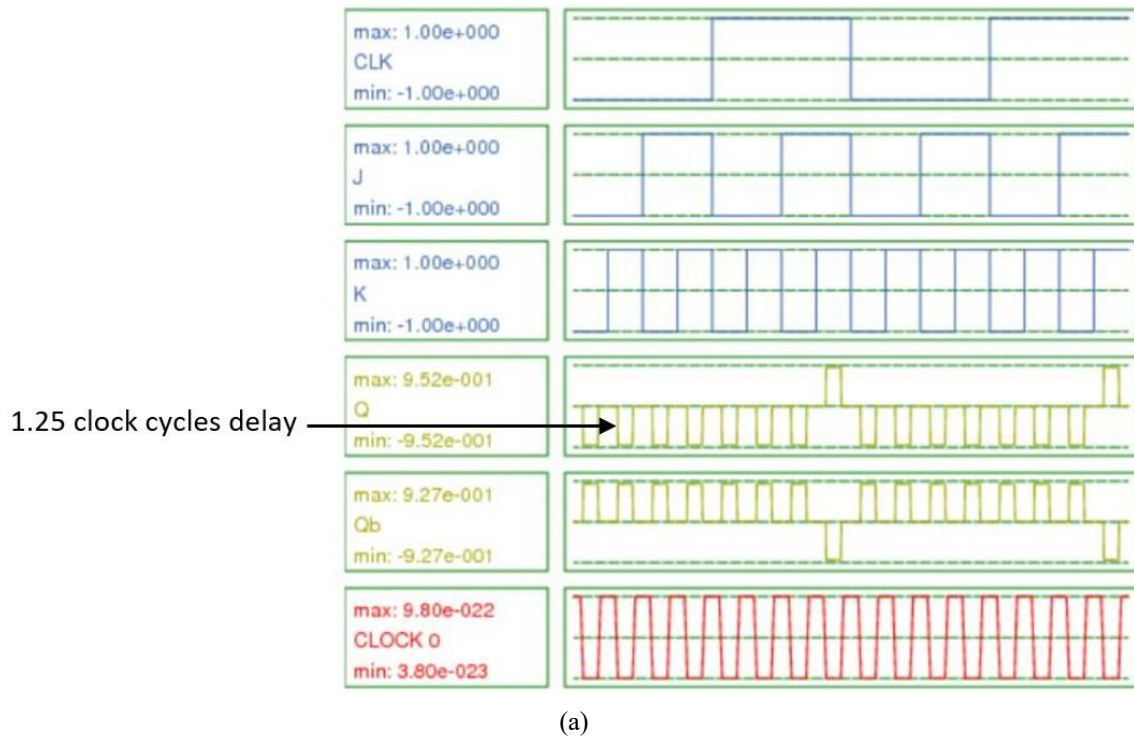 max: 1.00e+000
CLK
min: -1.00e+000
max: 1.00e+000
J
min: -1.00e+000
max: 1.00e+000
K
min: -1.00e+000
max: 9.52e-001
Q
min: -9.52e-001
1.25 clock cycles delay
max: 9.27e-001
Qb
min: -9.27e-001
max: 9.80e-022
CLOCK 0
min: 3.80e-023
(a)